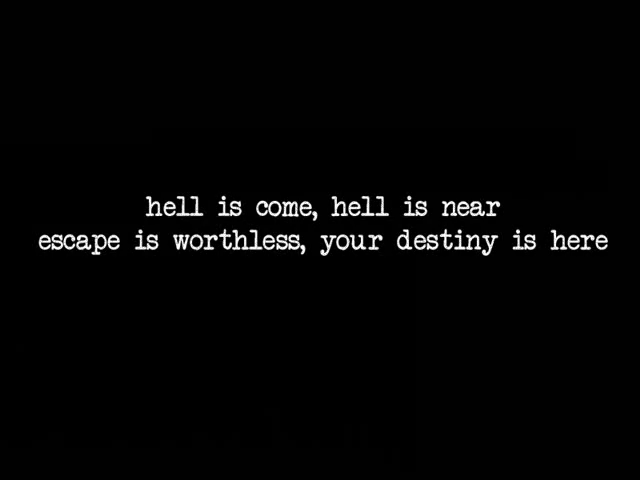 hell is come, hell is near
escape is worthless, your destiny is here